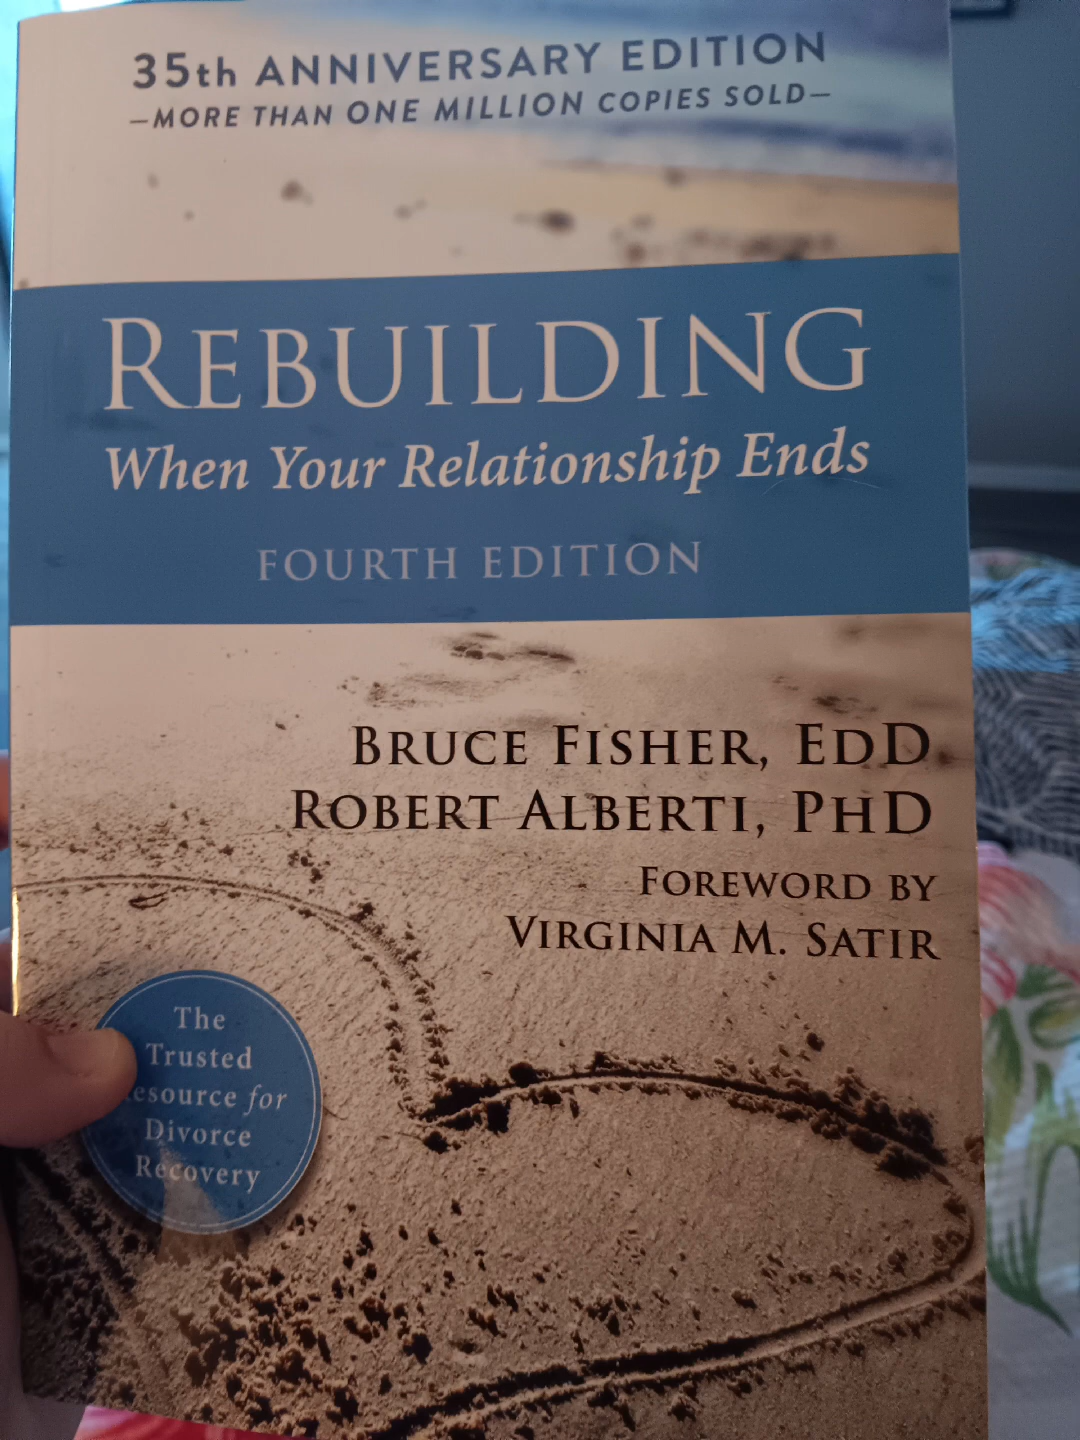 35th ANNIVERSARY EDITION
—MORE THAN ONE MILLION COPIES SOLD—
REBUILDING
When Your Relationship Ends
FOURTH EDITION
BRUCE FISHER, EDD
ROBERT ALBERTI, PHD
FOREWORD BY
VIRGINIA M. SATIR
The
Trusted
esource for
Divorce
Recovery